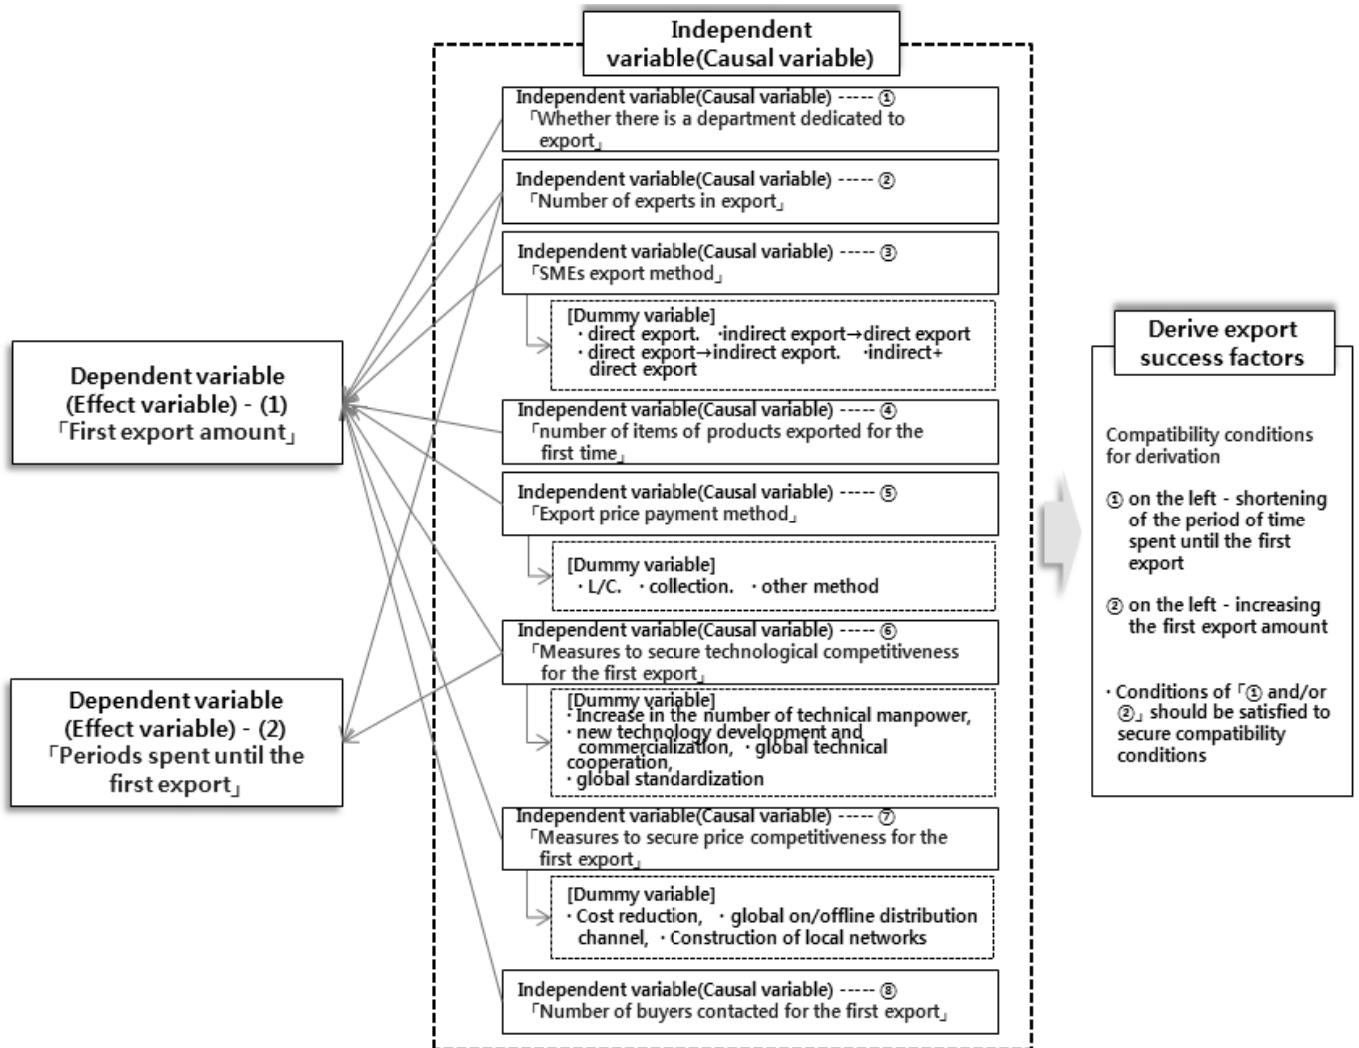 Independent
variable(Causal variable)
Independent variable(Causal variable) ----- ①
「Whether there is a department dedicated to
export」
Independent variable(Causal variable) ----- ②
「Number of experts in export」
Independent variable(Causal variable) ---- ③
「SMEs export method」
[Dummy variable]
· direct export. ·indirect export→direct export
· direct export→indirect export. ·indirect+
direct export
Independent variable(Causal variable) ----- ④
「number of items of products exported for the
first time」
Independent variable(Causal variable) ----- ⑤
「Export price payment method」
[Dummy variable]
· L/C. · collection. · other method
Independent variable(Causal variable) ----- ⑥
「Measures to secure technological competitiveness
for the first export」
[Dummy variable]
· Increase in the number of technical manpower,
· new technology development and
commercialization, · global technical
cooperation,
· global standardization
Independent variable(Causal variable) ----- ⑦
「Measures to secure price competitiveness for the
first export」
[Dummy variable]
· Cost reduction, · global on/offline distribution
channel, · Construction of local networks
Independent variable(Causal variable) ----- ⑧
「Number of buyers contacted for the first export」
Dependent variable
(Effect variable) - (1)
「First export amount」
Dependent variable
(Effect variable) - (2)
「Periods spent until the
first export」
Derive export
success factors
Compatibility conditions
for derivation
① on the left - shortening
of the period of time
spent until the first
export
② on the left - increasing
the first export amount
· Conditions of「① and/or
②」 should be satisfied to
secure compatibility
conditions